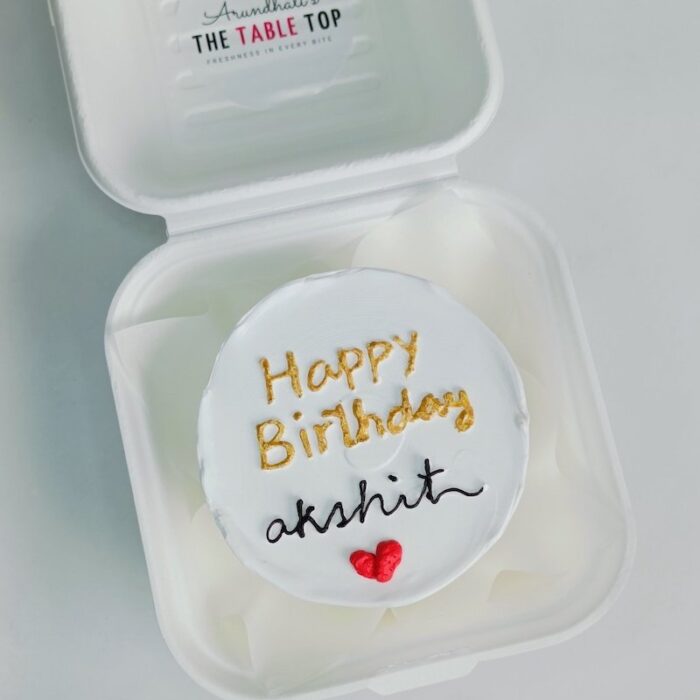 Arundhati's
THE TABLE TOP
FRESHNESS IN EVERY BITE
Happy
Birthday
akshit